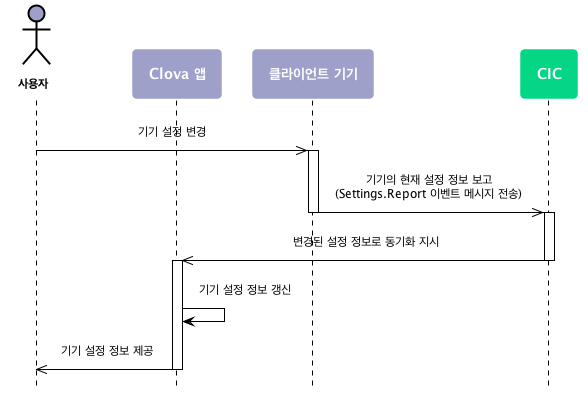 Clova 앱
클라이언트 기기
CIC
사용자
기기 설정 변경
기기의 현재 설정 정보 보고
(Settings.Report 이벤트 메시지 전송)
변경된 설정 정보로 동기화 지시
기기 설정 정보 갱신
기기 설정 정보 제공